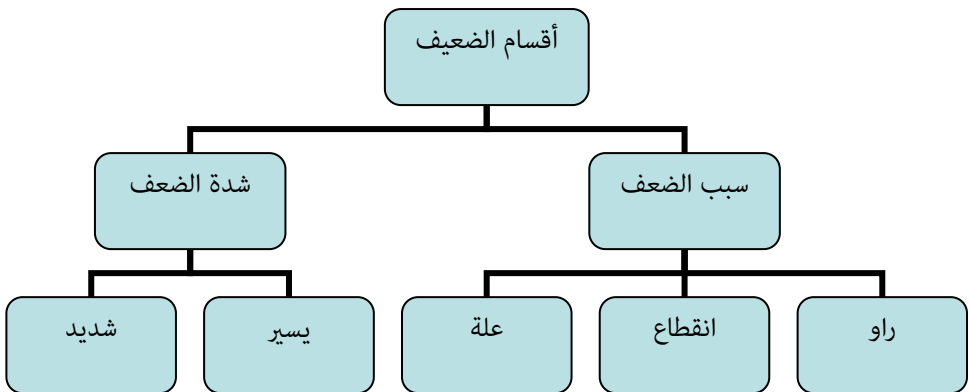 أقسام الضعيف
سبب الضعف
شدة الضعف
راو
انقطاع
علة
يسير
شديد